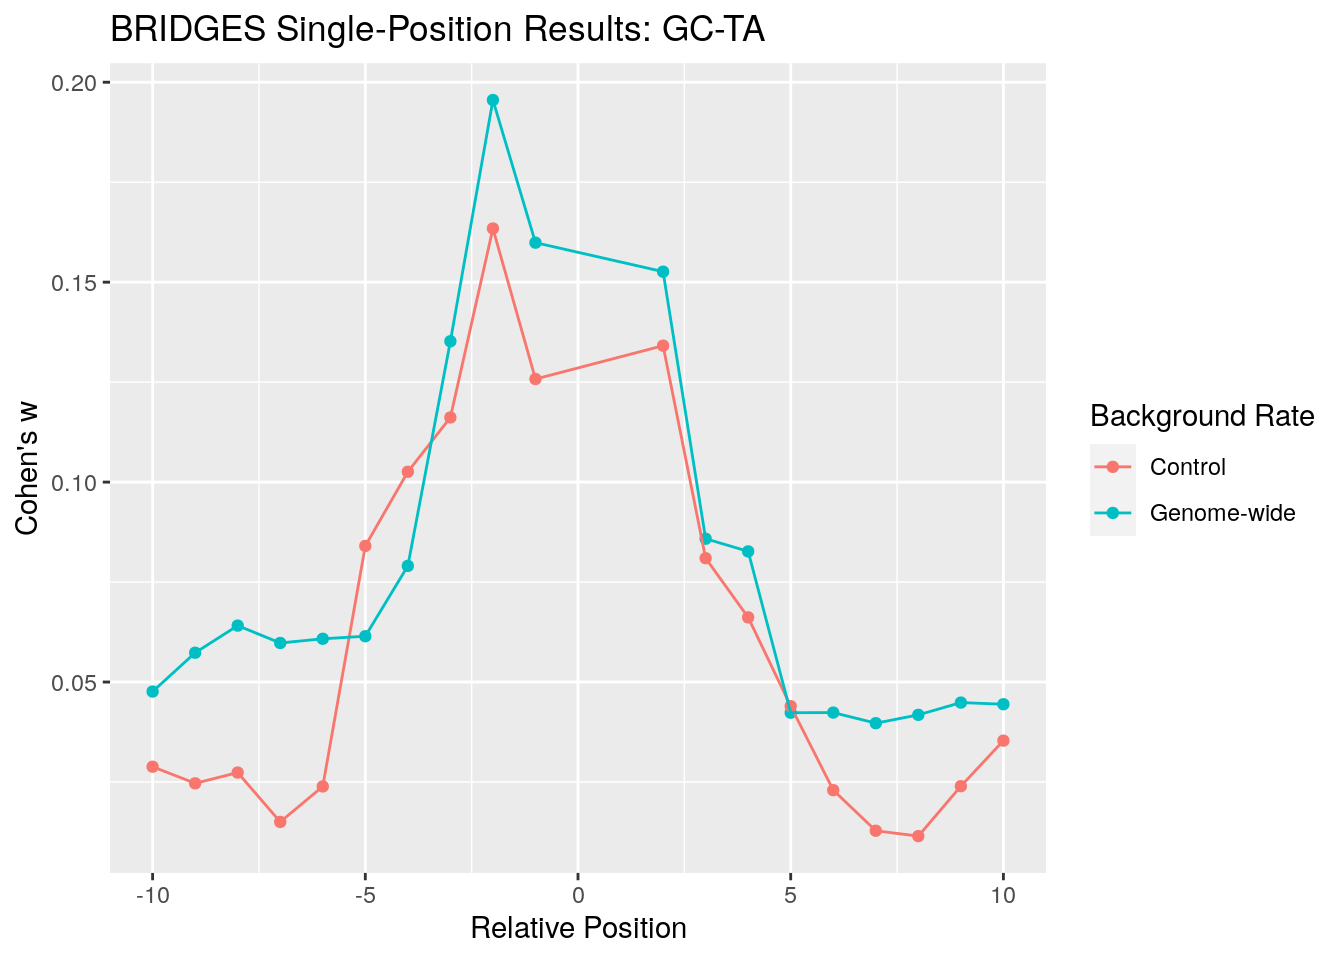 BRIDGES Single-Position Results: GC-TA
0.20
0.15
0.10
0.05
Cohen's w
-10
-5
0
5
10
Relative Position
Background Rate
Control
Genome-wide